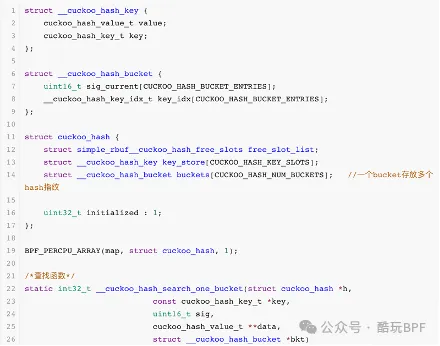 1 struct __cuckoo_hash_key {
2 cuckoo_hash_value_t value;
3 cuckoo_hash_key_t key;
4 };
5
6 struct __cuckoo_hash_bucket {
7 uint16_t sig_current[CUCKOO_HASH_BUCKET_ENTRIES];
8 __cuckoo_hash_key_idx_t key_idx[CUCKOO_HASH_BUCKET_ENTRIES];
9 };
10
11 struct cuckoo_hash {
12 struct simple_rbuf__cuckoo_hash_free_slots free_slot_list;
13 struct __cuckoo_hash_key key_store[CUCKOO_HASH_KEY_SLOTS];
14 struct __cuckoo_hash_bucket buckets[CUCKOO_HASH_NUM_BUCKETS]; //一个bucket存放多个
hash指纹
15
16 uint32_t initialized : 1;
17 };
18
19 BPF_PERCPU_ARRAY(map, struct cuckoo_hash, 1);
20
21 /*查找函数*/
22 static int32_t __cuckoo_hash_search_one_bucket(struct cuckoo_hash *h,
23 const cuckoo_hash_key_t *key,
24 uint16_t sig,
25 cuckoo_hash_value_t **data,
26 struct __cuckoo_hash_bucket *bkt)
公众号·酷玩BPF